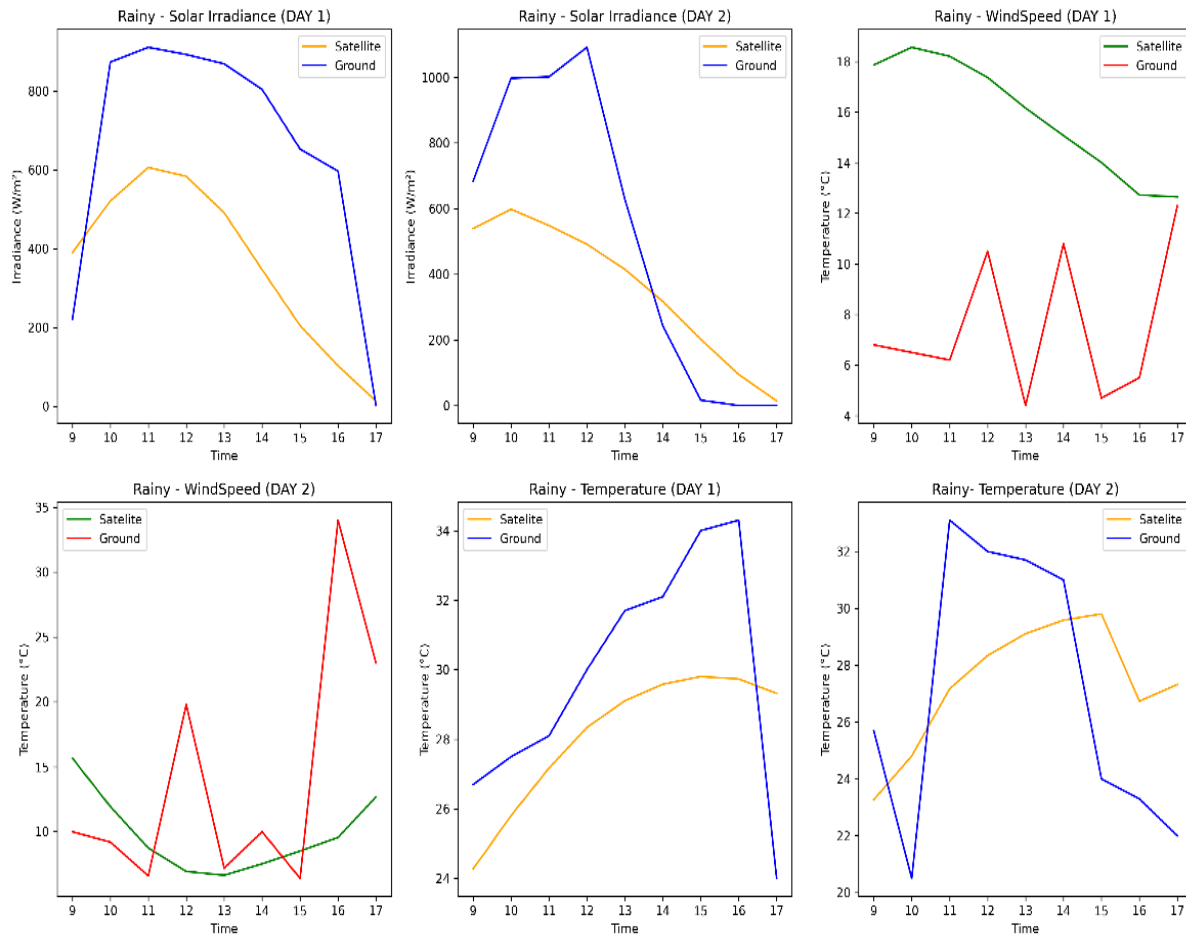 Rainy - Solar Irradiance (DAY 1)
Irradiance (W/m²)
800
600
400
200
0
Satellite
Ground
9 10 11 12 13 14 15 16 17
Time
Rainy - Solar Irradiance (DAY 2)
Irradiance (W/m²)
1000
800
600
400
200
0
Satellite
Ground
9 10 11 12 13 14 15 16 17
Time
Rainy - WindSpeed (DAY 1)
Temperature (°C)
18
16
14
12
10
8
6
4
Satellite
Ground
9 10 11 12 13 14 15 16 17
Time
Rainy - WindSpeed (DAY 2)
Temperature (°C)
35
30
25
20
15
10
Satelite
Ground
9 10 11 12 13 14 15 16 17
Time
Rainy - Temperature (DAY 1)
Temperature (°C)
34
32
30
28
26
24
Satelite
Ground
9 10 11 12 13 14 15 16 17
Time
Rainy- Temperature (DAY 2)
Temperature (°C)
32
30
28
26
24
22
20
Satelite
Ground
9 10 11 12 13 14 15 16 17
Time